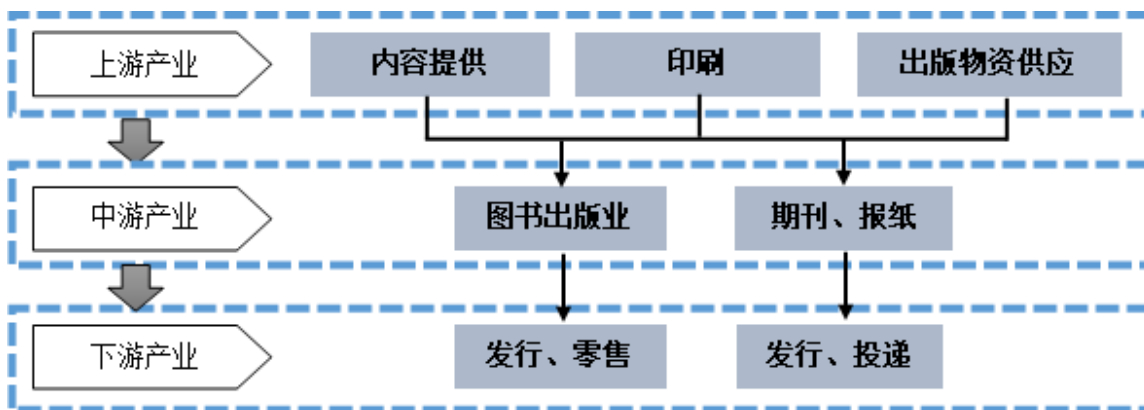 上游产业
内容提供
印刷
出版物资供应
中游产业
图书出版业
期刊、报纸
下游产业
发行、零售
发行、投递